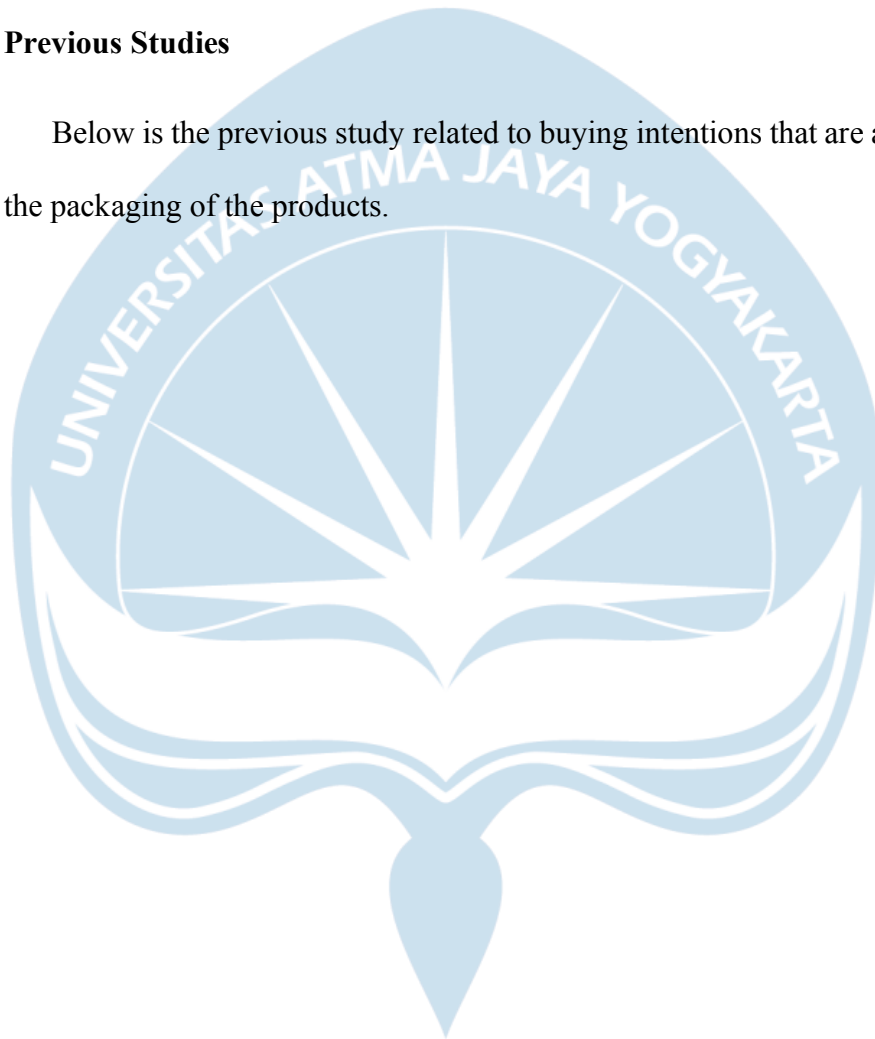 Previous Studies
Below is the previous study related to buying intentions that are a
the packaging of the products.
UNIVERSITAS ATMA JAYA YOGYAKARTA